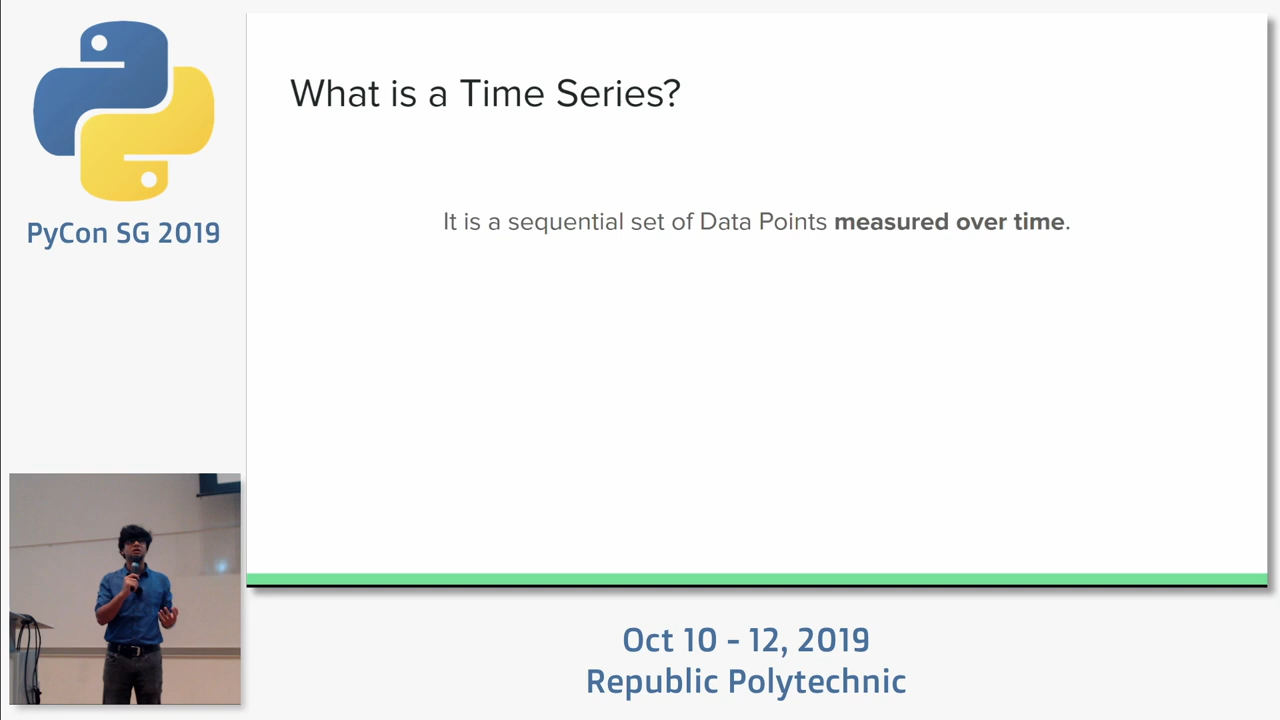 PyCon SG 2019
What is a Time Series?
It is a sequential set of Data Points measured over time.
Oct 10 - 12, 2019
Republic Polytechnic